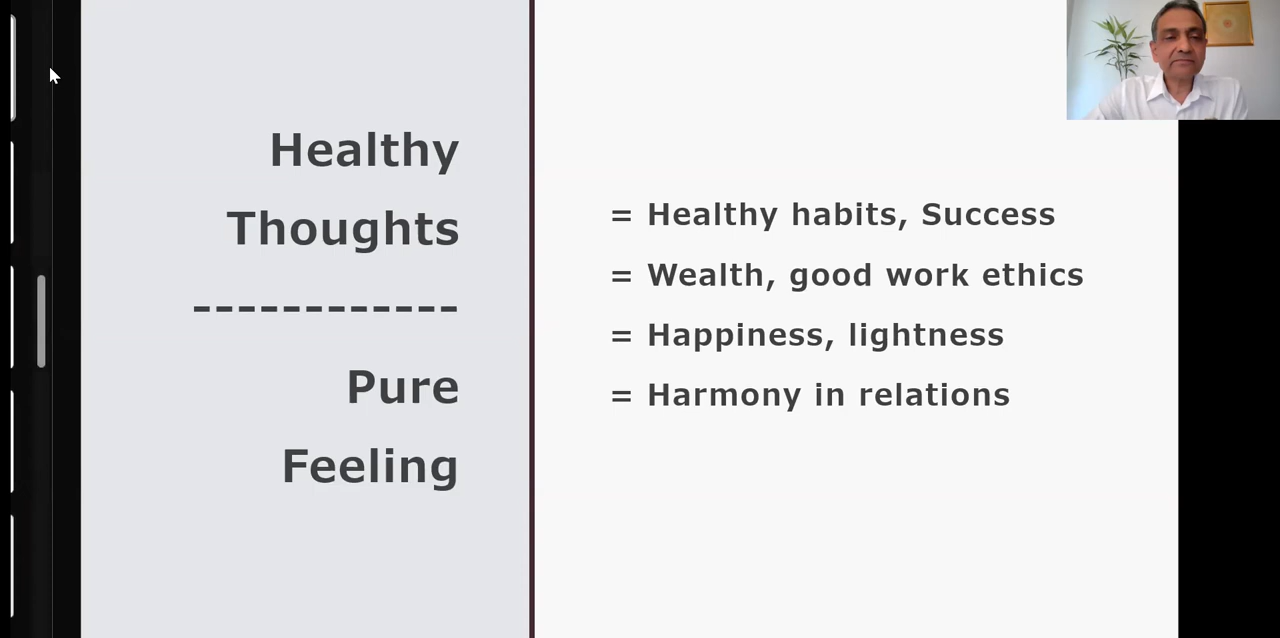 Healthy
Thoughts
------------
Pure
Feeling
= Healthy habits, Success
= Wealth, good work ethics
= Happiness, lightness
= Harmony in relations